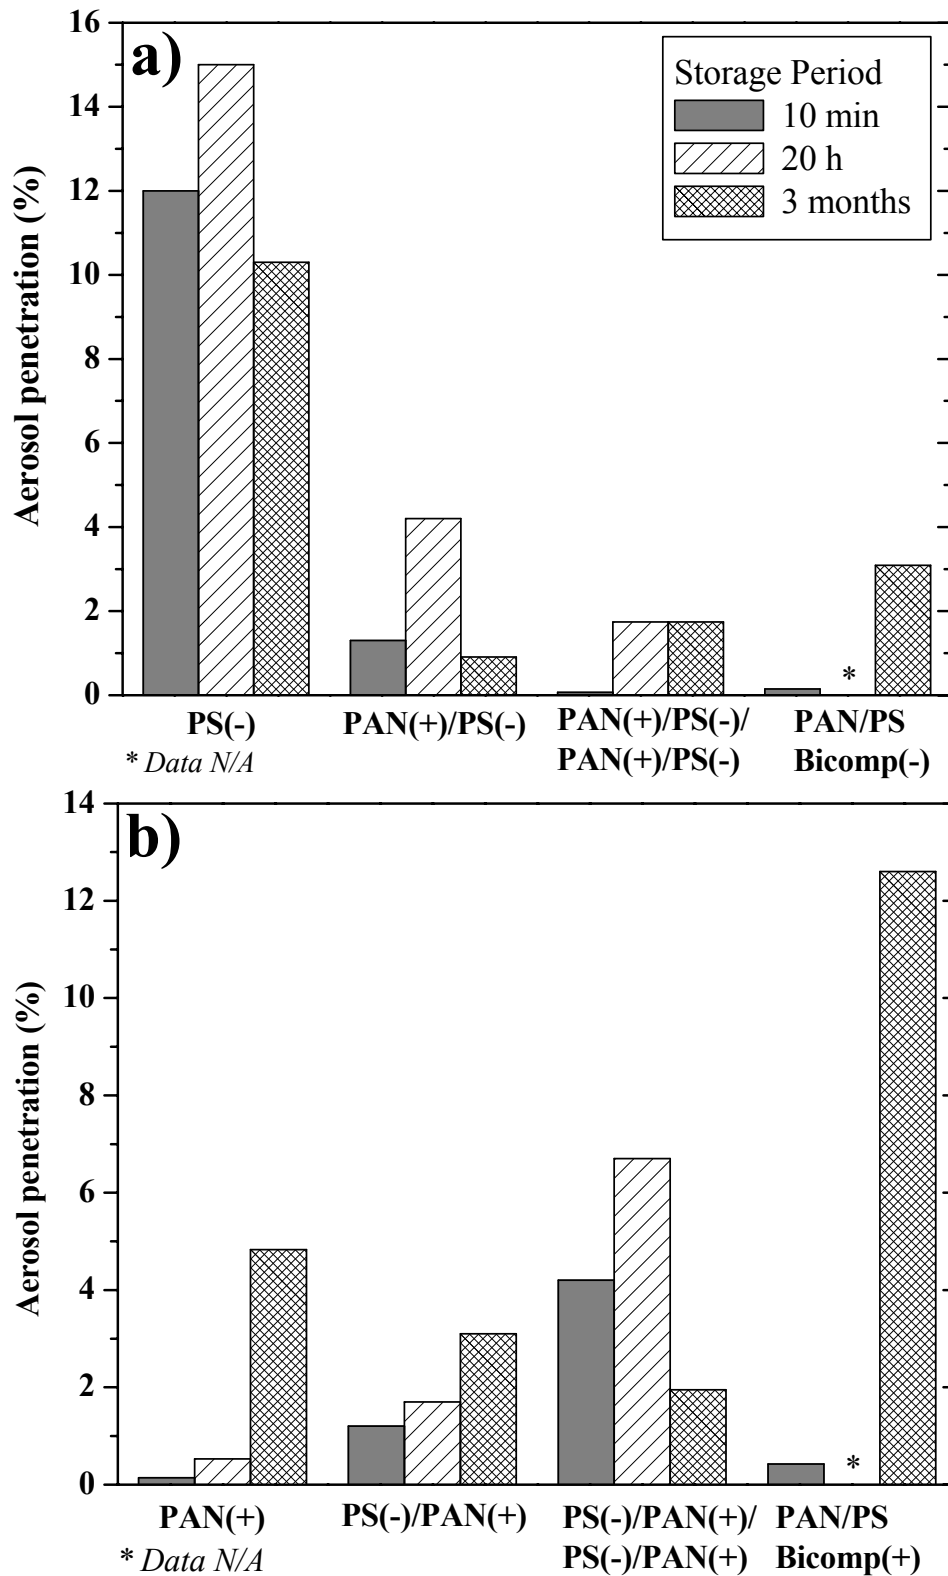 a)
Storage Period
10 min
20 h
3 months
Aerosol penetration (%)
16
14
12
10
8
6
4
2
0
*
PS(-)
PAN(+)/PS(-)
PAN(+)/PS(-)/
PAN(+)/PS(-)
PAN/PS
Bicomp(-)
* Data N/A
b)
Aerosol penetration (%)
14
12
10
8
6
4
2
0
*
PAN(+)
PS(-)/PAN(+)
PS(-)/PAN(+)/
PS(-)/PAN(+)
PAN/PS
Bicomp(+)
* Data N/A